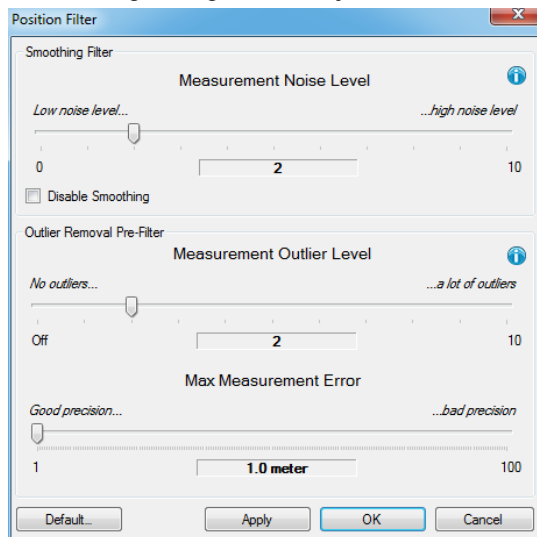 Position Filter
Smoothing Filter
Measurement Noise Level
Low noise level... ...high noise level
0 2 10
Disable Smoothing
Outlier Removal Pre-Filter
Measurement Outlier Level
No outliers... ...a lot of outliers
Off 2 10
Max Measurement Error
Good precision... ...bad precision
1 1.0 meter 100
Default... Apply OK Cancel